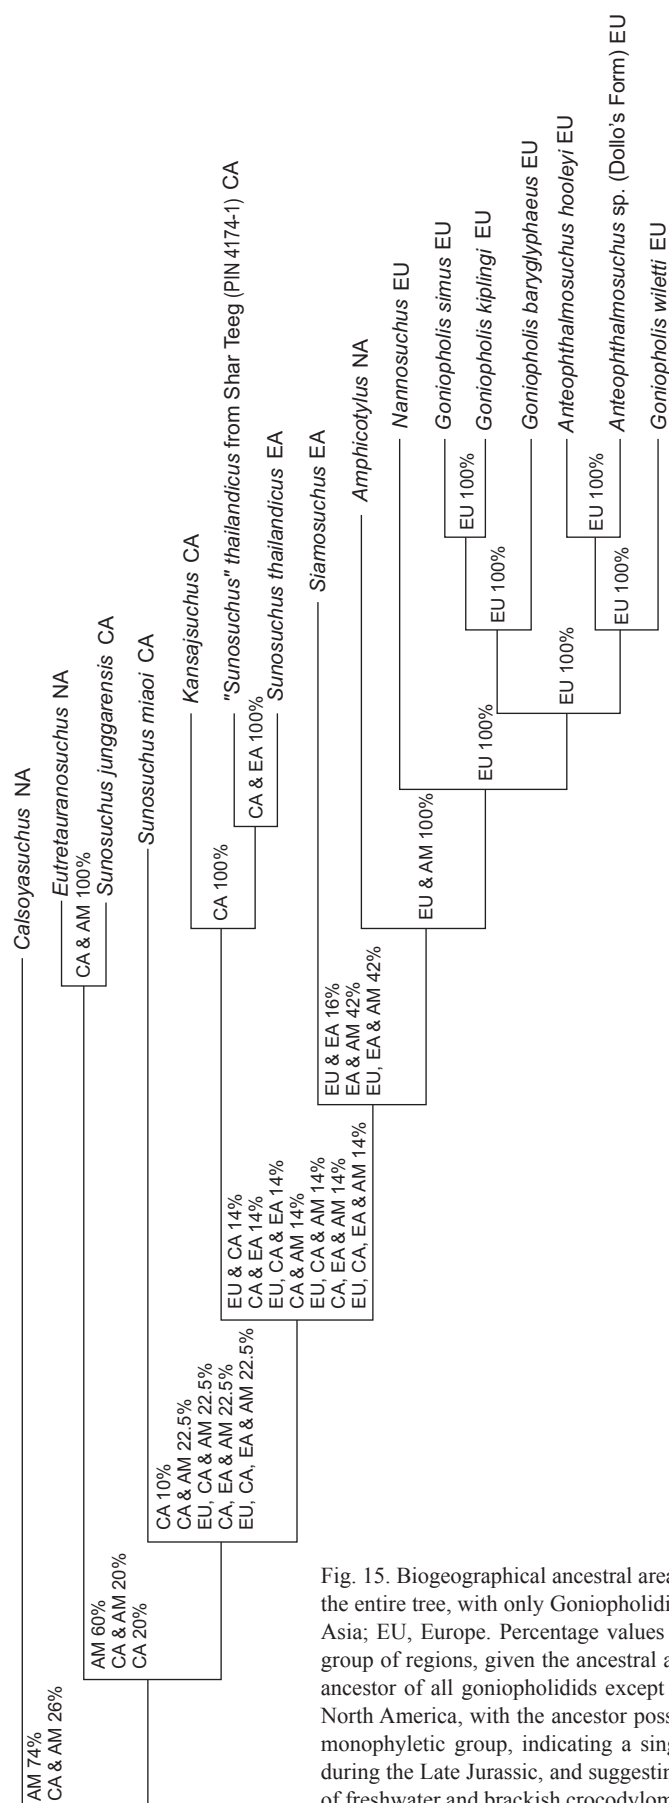 Calsoyasuchus NA
Eutretauranosuchus NA
CA & AM 100%
Sunosuchus junggarensis CA
Sunosuchus miaoi CA
Kansajsuchus CA
CA 100%
"Sunosuchus" thailandicus from Shar Teeg (PIN 4174-1) CA
CA & EA 100%
Sunosuchus thailandicus EA
Siamosuchus EA
Amphicotylus NA
Nannosuchus EU
Goniopholis simus EU
EU 100%
Goniopholis kiplingi EU
EU 100%
Goniopholis baryglyphaeus EU
EU 100%
Anteophthalmosuchus hooleyi EU
EU 100%
Anteophthalmosuchus sp. (Dollo's Form) EU
EU 100%
Goniopholis wiletti EU
EU 100%
EU & AM 100%
EU & EA 16%
EA & AM 42%
EU, EA & AM 42%
EU & CA 14%
CA & EA 14%
EU, CA & EA 14%
CA & AM 14%
EU, CA & AM 14%
CA, EA & AM 14%
EU, CA, EA & AM 14%
CA 10%
CA & AM 22.5%
EU, CA & AM 22.5%
CA, EA & AM 22.5%
EU, CA, EA & AM 22.5%
AM 60%
CA & AM 20%
CA 20%
AM 74%
CA & AM 26%
Fig. 15. Biogeographical ancestral area
the entire tree, with only Goniopholidi
Asia; EU, Europe. Percentage values
group of regions, given the ancestral a
ancestor of all goniopholidids except
North America, with the ancestor poss
monophyletic group, indicating a sing
during the Late Jurassic, and suggestin
of freshwater and brackish crocodylom